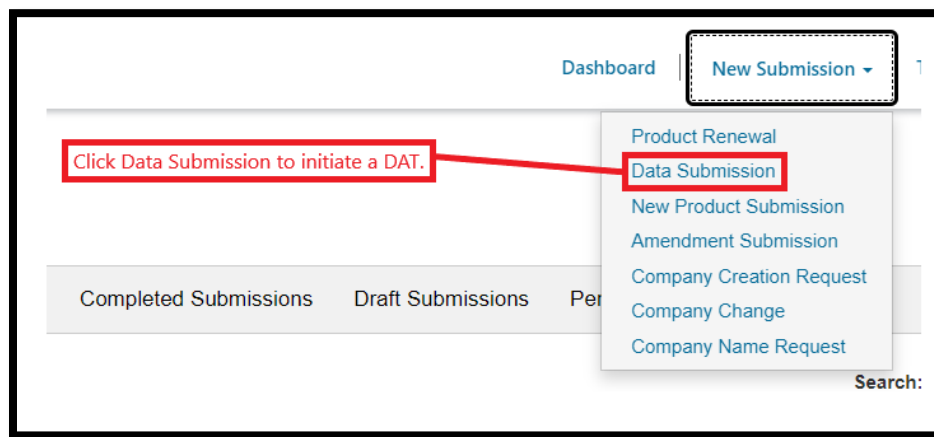 Dashboard New Submission
Product Renewal
Click Data Submission to initiate a DAT.
Data Submission
New Product Submission
Amendment Submission
Company Creation Request
Completed Submissions Draft Submissions
Company Change
Company Name Request
Search: